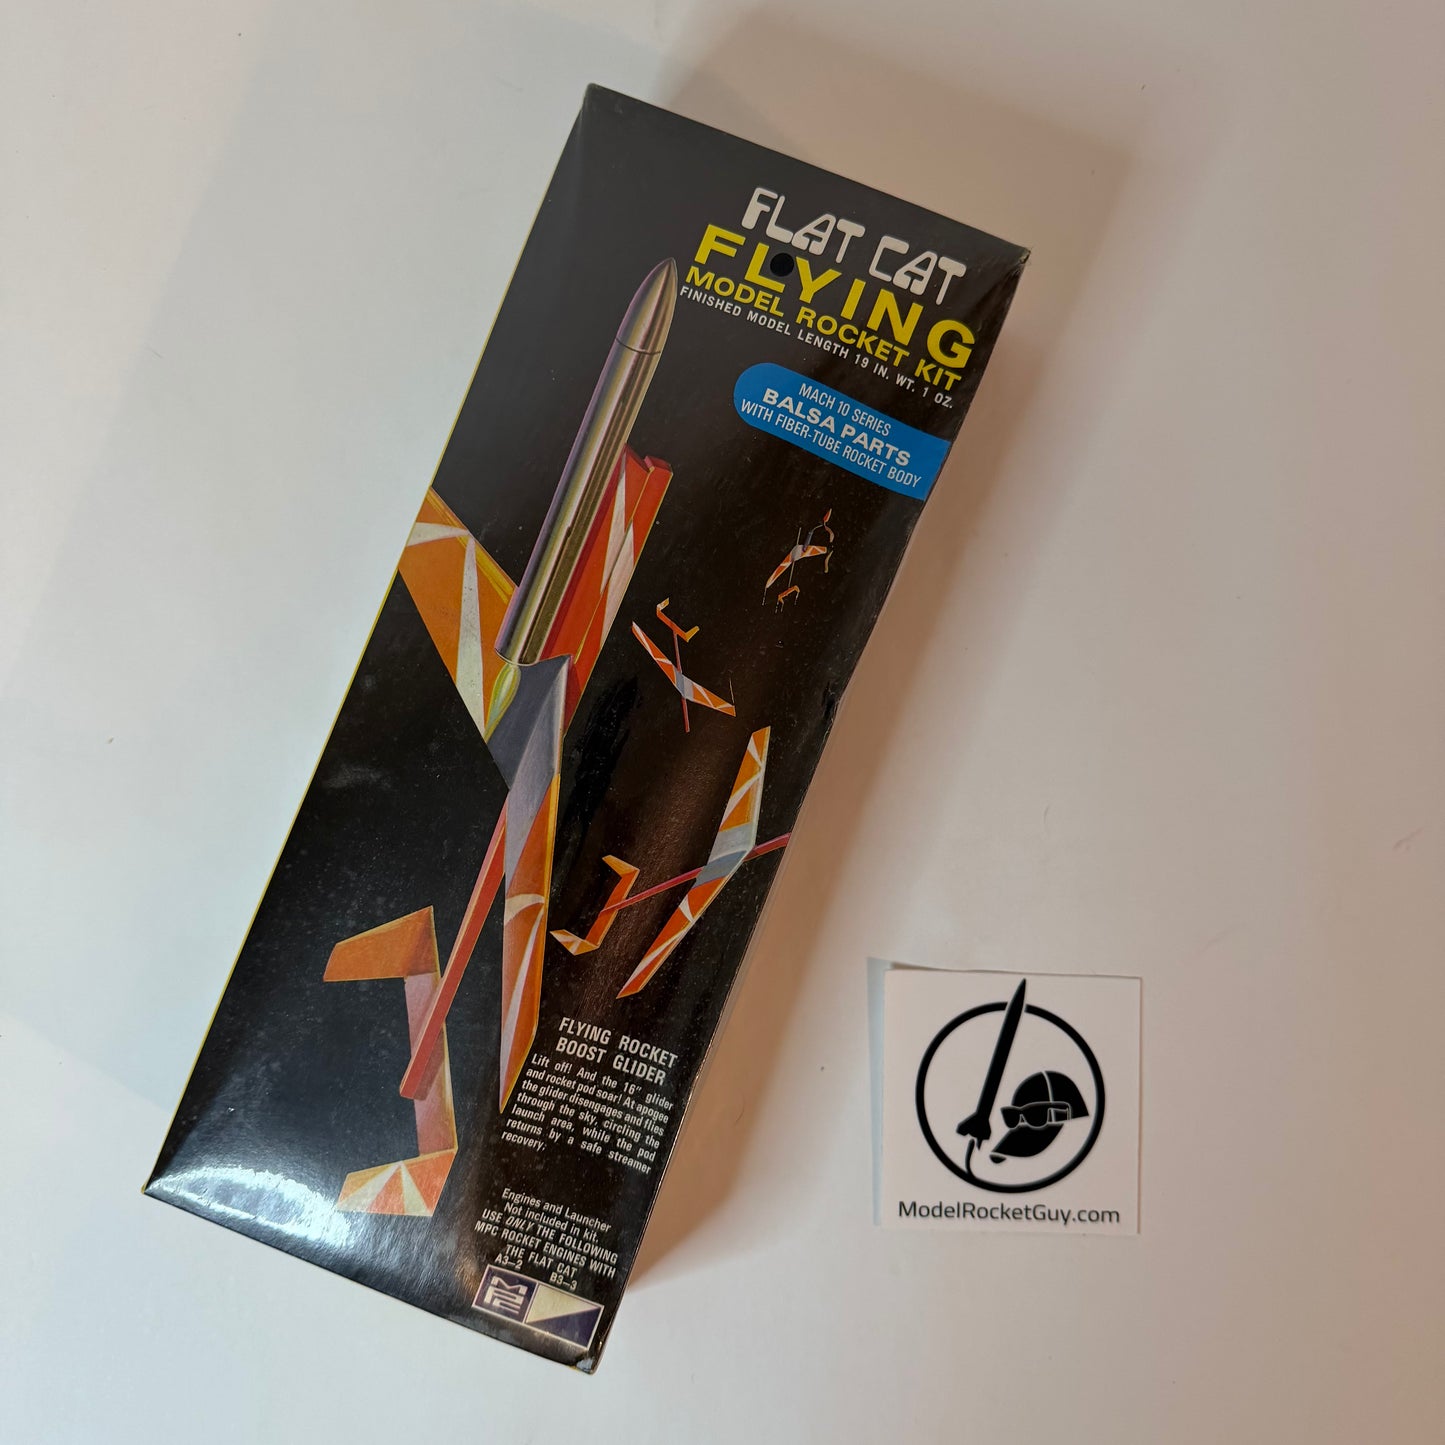 FLAT CAT
FLYING
MODEL ROCKET KIT
FINISHED MODEL LENGTH 19 IN. WT. 1 OZ.
MACH 10 SERIES
BALSA PARTS
WITH FIBER-TUBE ROCKET BODY
FLYING ROCKET
BOOST GLIDER
Lift off! And the 16" glider
and rocket pod soar! At apogee
the glider disengages and flies
through the sky, circling the
launch area, while the pod
returns by a safe streamer
recovery.
Engines and Launcher
Not included in kit.
USE ONLY THE FOLLOWING
MPC ROCKET ENGINES WITH
THE FLAT CAT
A3-2 B3-3
MPC
ModelRocketGuy.com